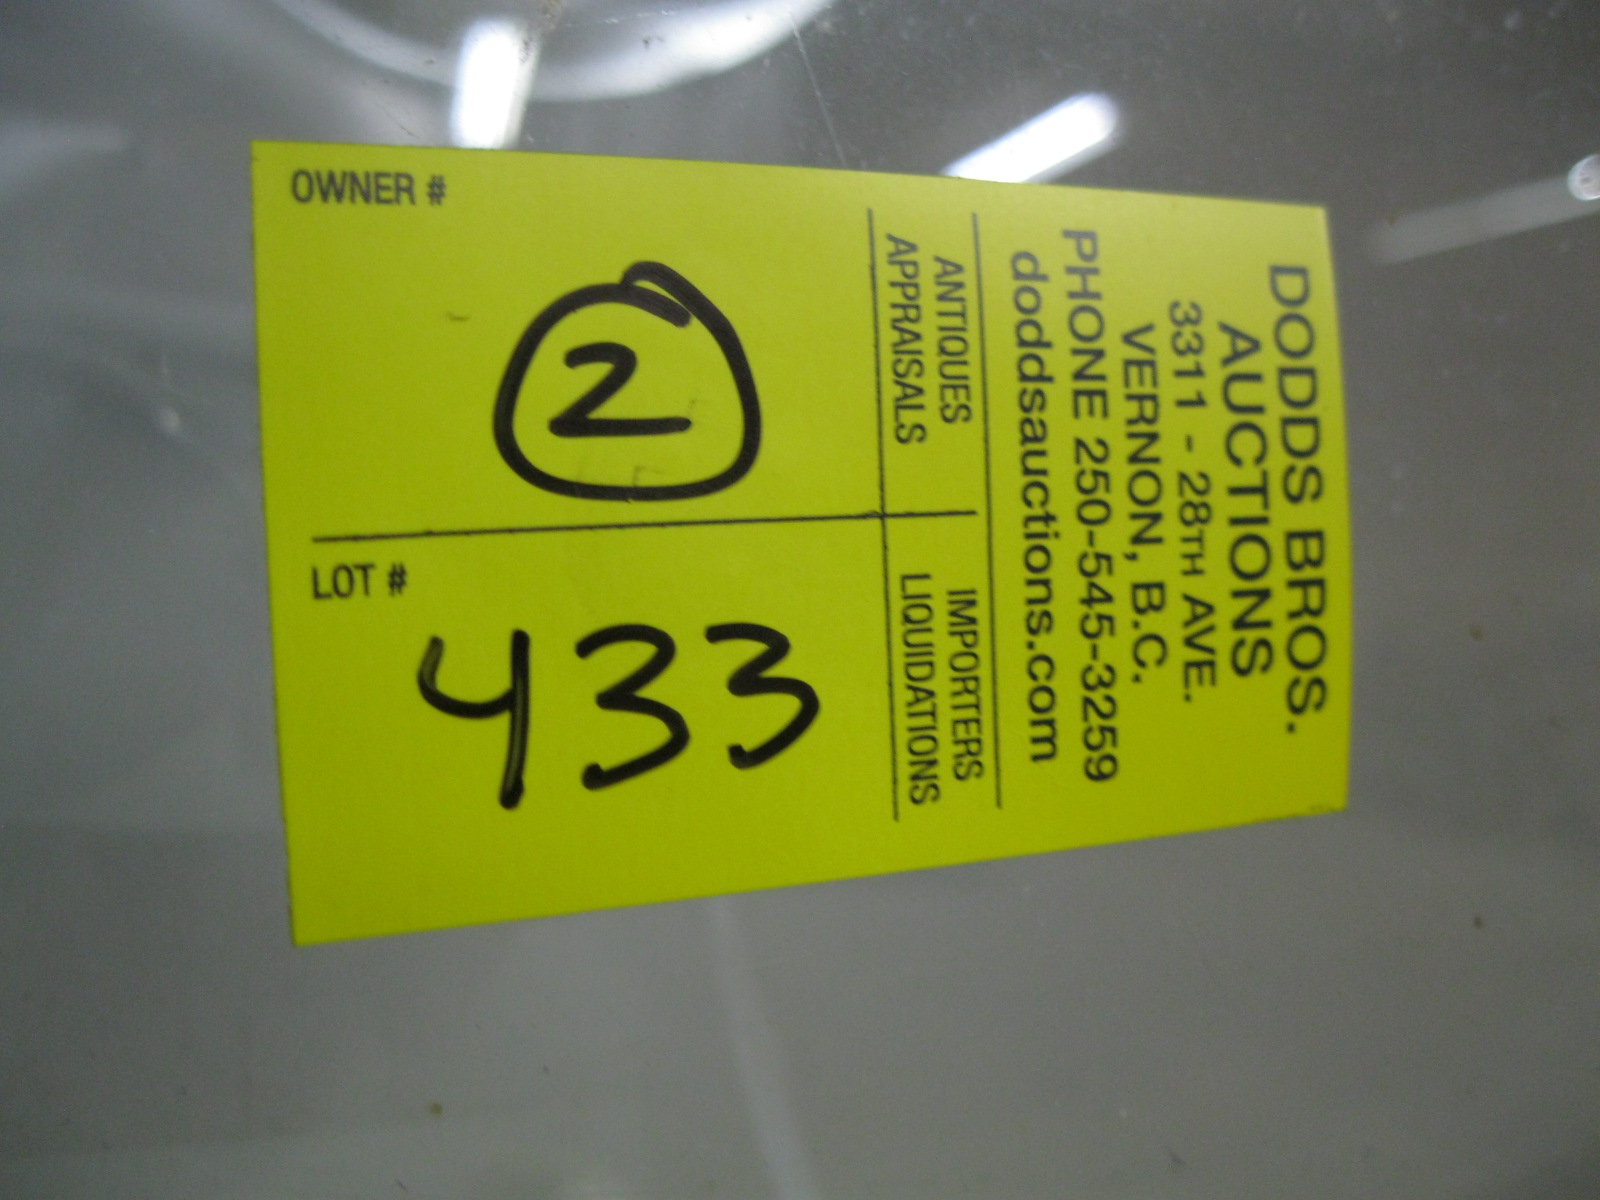 DODDS BROS.
AUCTIONS
3311 - 28TH AVE.
VERNON, B.C.
PHONE 250-545-3259
doddsauctions.com
ANTIQUES
APPRAISALS
IMPORTERS
LIQUIDATIONS
OWNER #
2
LOT #
433